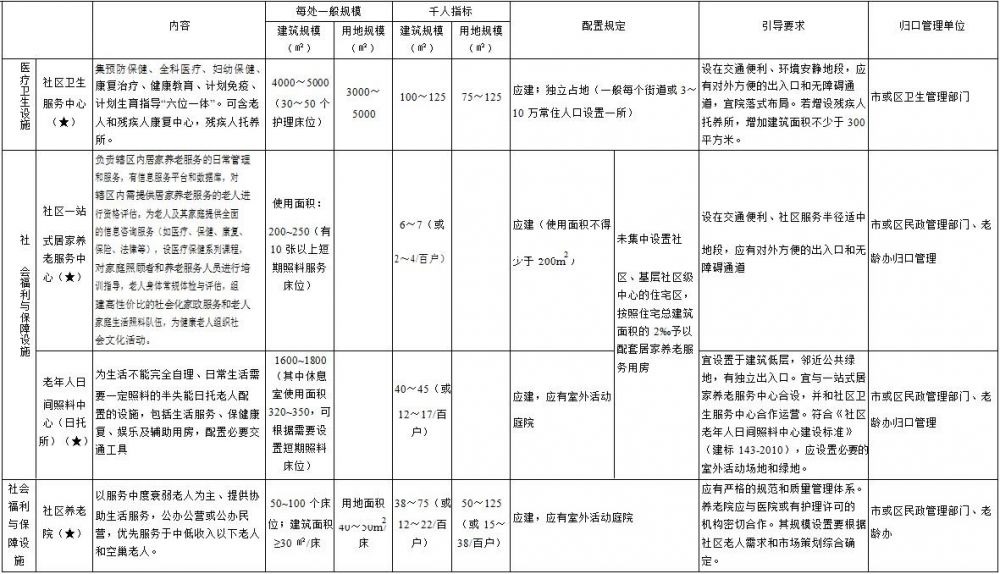 内容
每处一般规模
千人指标
配置规定
引导要求
归口管理单位
建筑规模
（㎡）
用地规模
（㎡）
建筑规模
（㎡）
用地规模
（㎡）
医疗卫生设施
社区卫生
服务中心
（★）
集预防保健、全科医疗、妇幼保健、
康复治疗、健康教育、计划免疫、
计划生育指导“六位一体”。可含老
人和残疾人康复中心，残疾人托养
所。
4000～5000
（30～50 个
护理床位）
3000～
5000
100～125
75～125
应建；独立占地（一般每个街道或 3～
10 万常住人口设置一所）
设在交通便利、环境安静地段，应
有对外方便的出入口和无障碍通
道，宜院落式布局。若增设残疾人
托养所，增加建筑面积不少于 300
平方米。
市或区卫生管理部门
社会福利与保障设施
社区一站
式居家养
老服务中
心（★）
负责辖区内居家养老服务的日常管理
和服务，有信息服务平台和数据库，对
辖区内需提供居家养老服务的老人进
行资格评估，为老人及其家庭提供全面
的信息咨询服务（如医疗、保健、康复、
保险、法律等），设医疗保健系列课程，
对家庭照顾者和养老服务人员进行培
训指导，老人身体常规体检与评估，组
建高性价比的社会化家政服务和老人
家庭生活照料队伍，为健康老人组织社
会文化活动。
使用面积：
200~250（有
10 张以上短
期照料服务
床位）
6～7（或
2～4/百户）
应建（使用面积不得
少于 200m²）
未集中设置社
区、基层社区级
中心的住宅区，
按照住宅总建筑
面积的 2‰予以
配套居家养老服
务用房
设在交通便利、社区服务半径适中
地段，应有对外方便的出入口和无
障碍通道
市或区民政管理部门、老
龄办归口管理
老年人日
间照料中
心（日托
所）（★）
为生活不能完全自理、日常生活需
要一定照料的半失能日托老人配
置的设施，包括生活服务、保健康
复、娱乐及辅助用房，配置必要交
通工具
1600~1800
（其中休息
室使用面积
320~350，可
根据需要设
置短期照料
床位）
40～45（或
12～17/百
户）
应建，应有室外活动
庭院
宜设置于建筑低层，邻近公共绿
地，有独立出入口。宜与一站式居
家养老服务中心合设，并和社区卫
生服务中心合作运营。符合《社区
老年人日间照料中心建设标准》
（建标 143-2010），应设置必要的
室外活动场地和绿地。
市或区民政管理部门、老
龄办归口管理
社会
福利
与保
障设
施
社区养老
院（★）
以服务中度衰弱老人为主、提供协
助生活服务，公办公营或公办民
营，优先服务于中低收入以下老人
和空巢老人。
50~100 个床
位；建筑面积
≥30 ㎡/床
用地面积
40～50m²/
床
38～75（或
12～22/百
户）
50～125
（或 15～
38/百户）
应建，应有室外活动庭院
应有严格的规范和质量管理体系。
养老院应与医院或有护理许可的
机构密切合作。其规模设置要根据
社区老人需求和市场策划综合确
定。
市或区民政管理部门、老
龄办